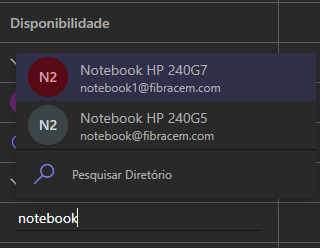 Disponibilidade
N2
Notebook HP 240G7
notebook1@fibracem.com
N2
Notebook HP 240G5
notebook@fibracem.com
Pesquisar Diretório
notebook